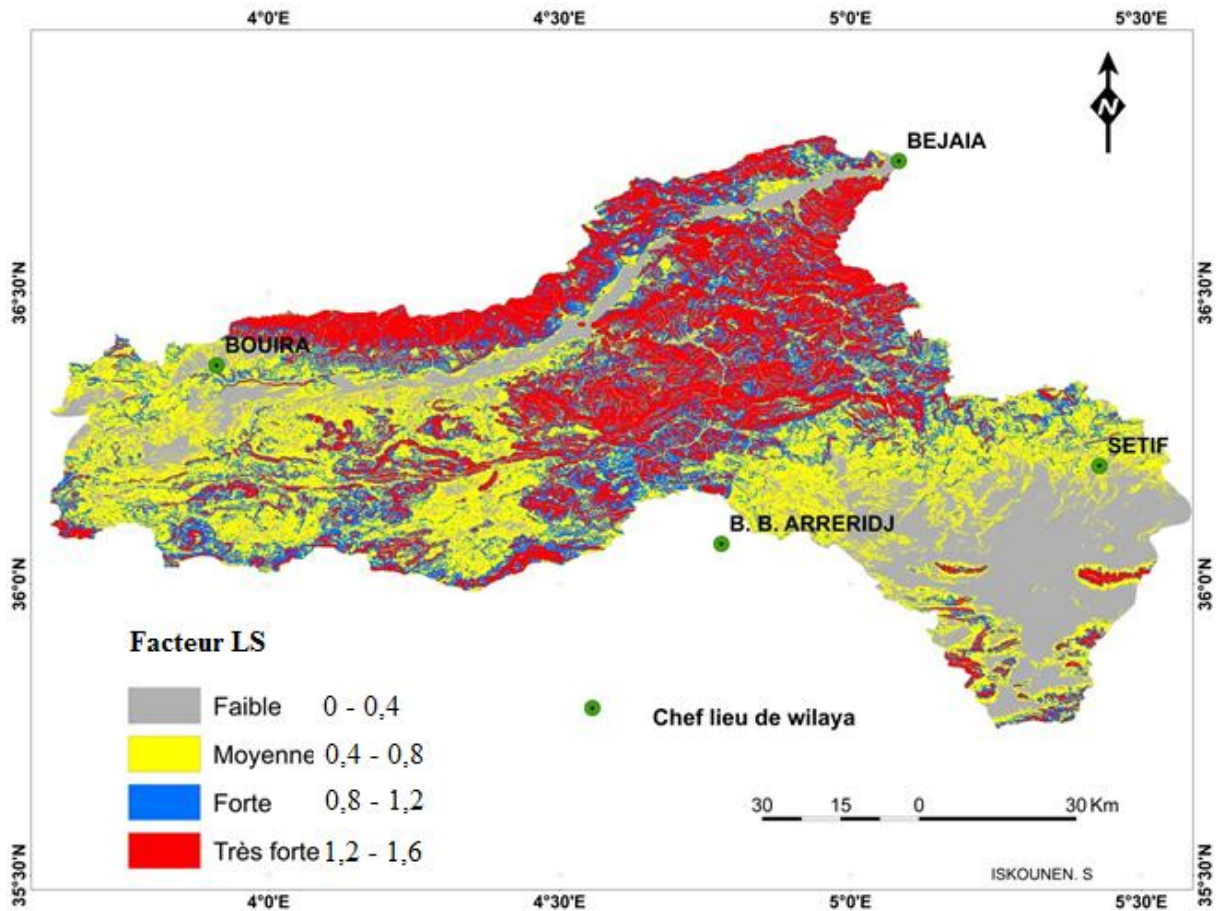 4°0'E 4°30'E 5°0'E 5°30'E
N
BEJAIA
36°30'N 36°30'N
BOUIRA
SETIF
B. B. ARRERIDJ
36°0'N 36°0'N
Facteur LS
Faible 0 - 0,4
Chef lieu de wilaya
Moyenne 0,4 - 0,8
Forte 0,8 - 1,2
30 15 0 30 Km
Très forte 1,2 - 1,6
ISKOUNEN. S
35°30'N 35°30'N
4°0'E 4°30'E 5°0'E 5°30'E